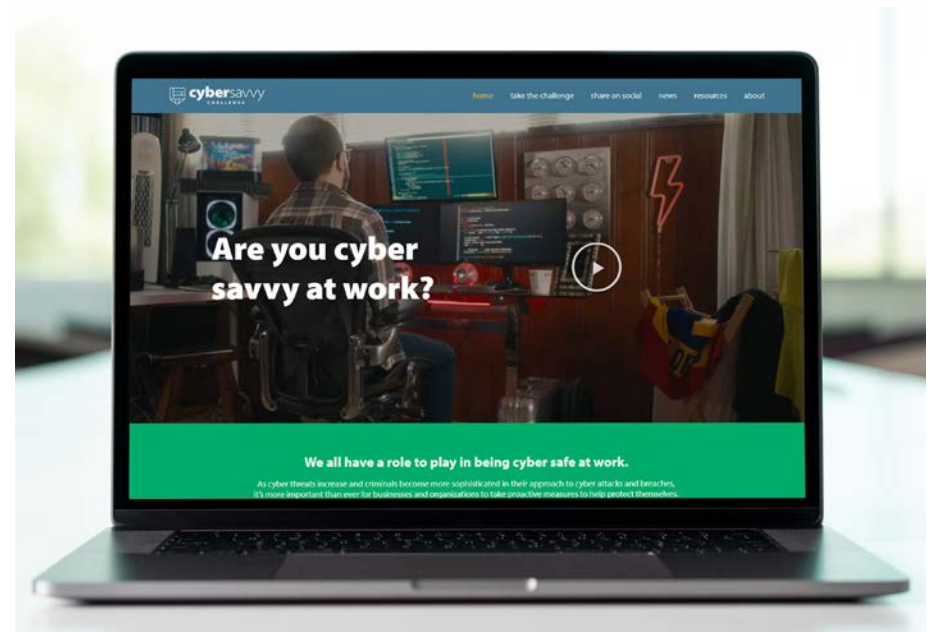 cybersavvy
CHALLENGE
home take the challenge share on social news resources about
Are you cyber
savvy at work?
We all have a role to play in being cyber safe at work.
As cyber threats increase and criminals become more sophisticated in their approach to cyber attacks and breaches,
it's more important than ever for businesses and organizations to take proactive measures to help protect themselves.